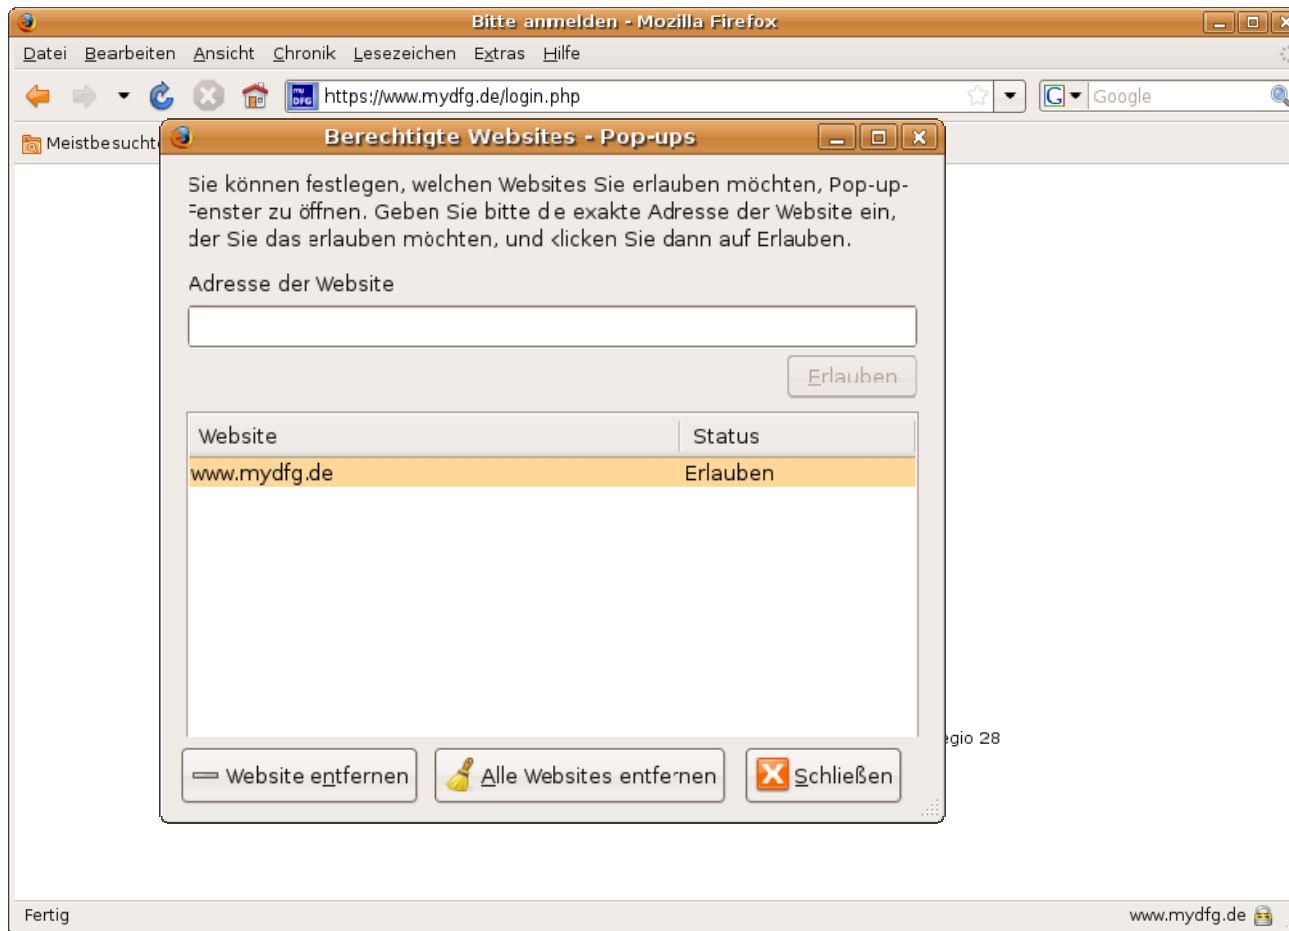 Bitte anmelden - Mozilla Firefox
Datei Bearbeiten Ansicht Chronik Lesezeichen Extras Hilfe
my DFG https://www.mydfg.de/login.php G Google
Meistbesucht
Berechtigte Websites - Pop-ups
Sie können festlegen, welchen Websites Sie erlauben möchten, Pop-up-
Fenster zu öffnen. Geben Sie bitte die exakte Adresse der Website ein,
der Sie das erlauben möchten, und klicken Sie dann auf Erlauben.
Adresse der Website
Erlauben
Website Status
www.mydfg.de Erlauben
egio 28
Website entfernen Alle Websites entfernen Schließen
Fertig www.mydfg.de